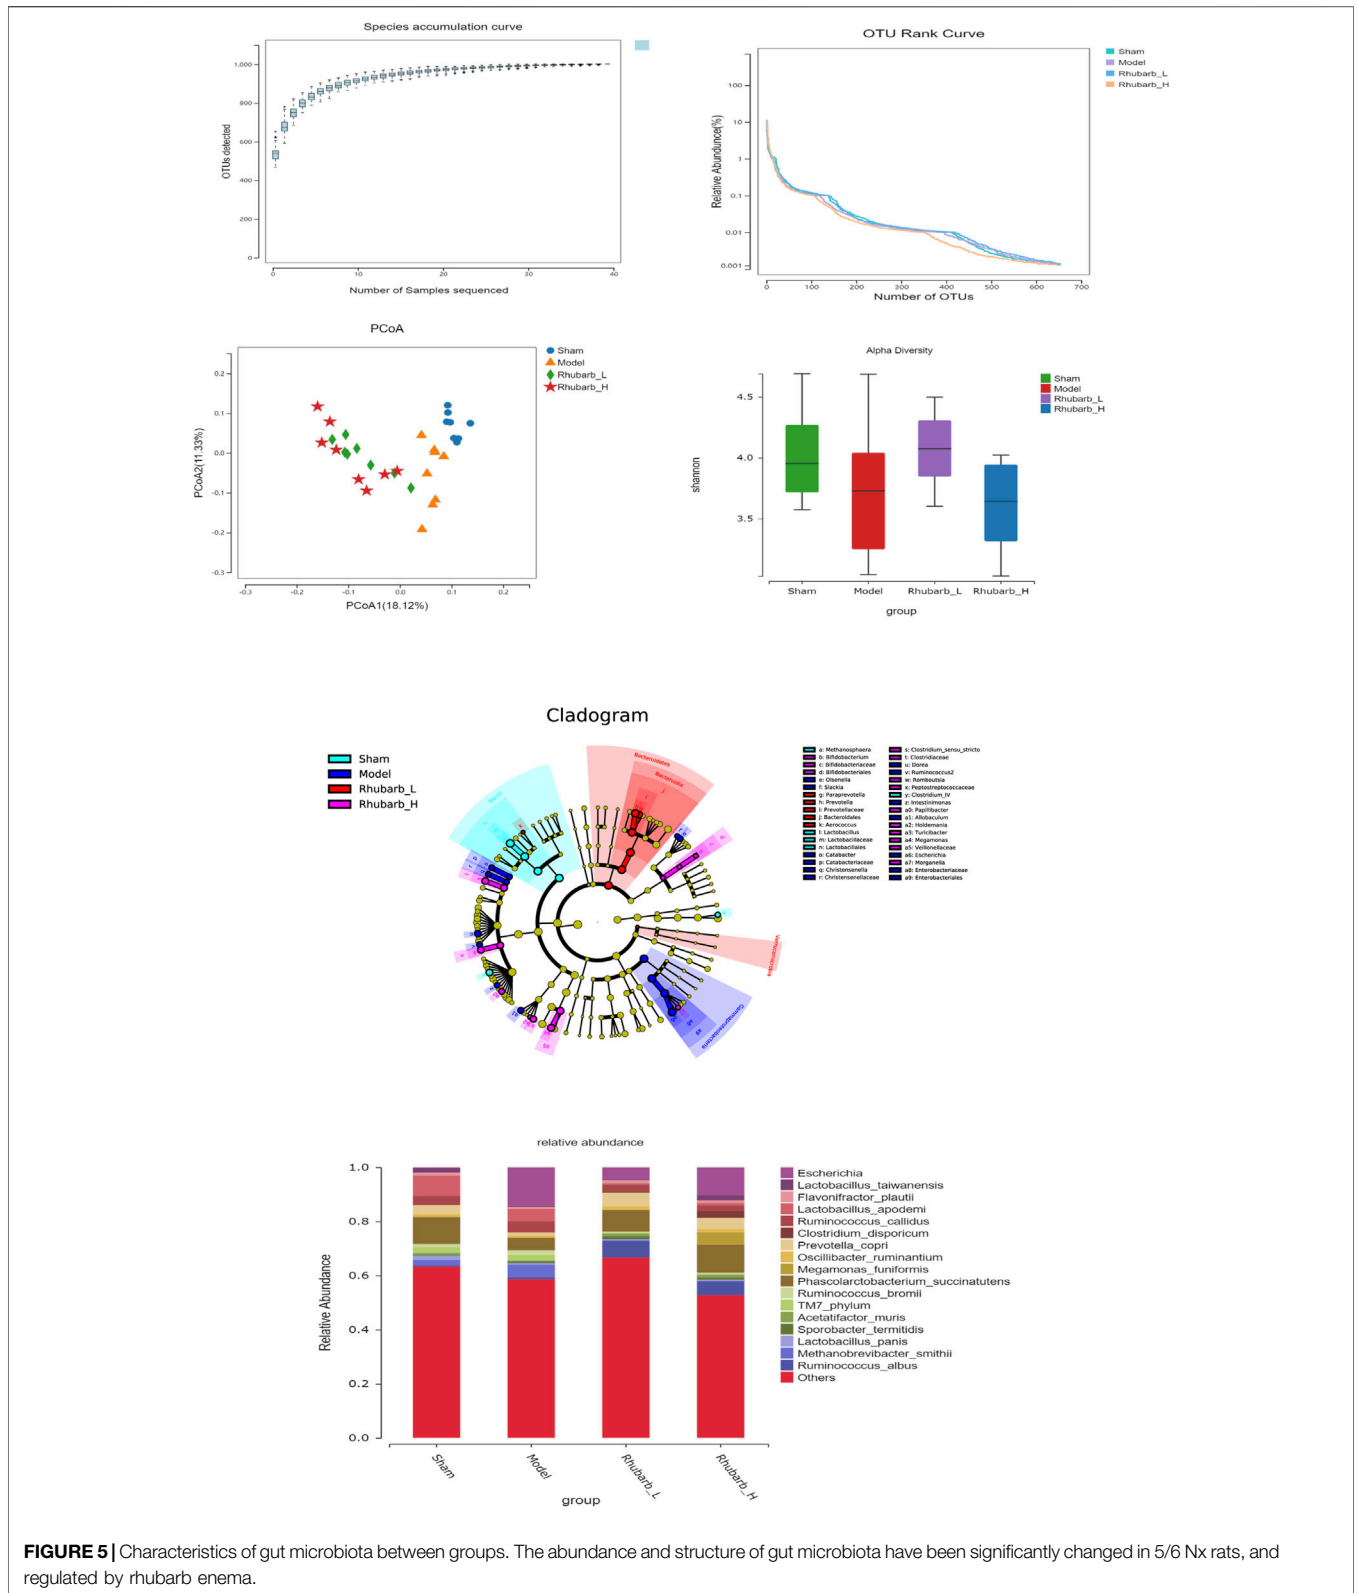 Species accumulation curve
1,000
800
600
400
200
0
OTUs detected
0 10 20 30 40
Number of Samples sequenced
OTU Rank Curve
100
10
1
0.1
0.01
0.001
Relative Abundunce(%)
0 100 200 300 400 500 600 700
Number of OTUs
Sham
Model
Rhubarb_L
Rhubarb_H
PCoA
0.2
0.1
0.0
-0.1
-0.2
-0.3
PCoA2(11.33%)
-0.3 -0.2 -0.1 0.0 0.1 0.2
PCoA1(18.12%)
Sham
Model
Rhubarb_L
Rhubarb_H
Alpha Diversity
4.5
4.0
3.5
shannon
Sham Model Rhubarb_L Rhubarb_H
group
Sham
Model
Rhubarb_L
Rhubarb_H
Cladogram
Sham
Model
Rhubarb_L
Rhubarb_H
Bacteroidetes
Bacteroidia
j
Bacilli
Verrucomicrobia
Gammaproteobacteria
a: Methanosphaera
b: Bifidobacterium
c: Bifidobacteriaceae
d: Bifidobacteriales
e: Olsenella
f: Slackia
g: Paraprevotella
h: Prevotella
i: Prevotellaceae
j: Bacteroidales
k: Aerococcus
l: Lactobacillus
m: Lactobacillaceae
n: Lactobacillales
o: Catabacter
p: Catabacteriaceae
q: Christensenella
r: Christensenellaceae
s: Clostridium_sensu_stricto
t: Clostridiaceae
u: Dorea
v: Ruminococcus2
w: Romboutsia
x: Peptostreptococcaceae
y: Clostridium_IV
z: Intestinimonas
a0: Papillibacter
a1: Allobaculum
a2: Holdemania
a3: Turicibacter
a4: Megamonas
a5: Veillonellaceae
a6: Escherichia
a7: Morganella
a8: Enterobacteriaceae
a9: Enterobacteriales
relative abundance
1.0
0.8
0.6
0.4
0.2
0.0
Relative Abundance
Sham Model Rhubarb_L Rhubarb_H
group
Escherichia
Lactobacillus_taiwanensis
Flavonifractor_plautii
Lactobacillus_apodemi
Ruminococcus_callidus
Clostridium_disporicum
Prevotella_copri
Oscillibacter_ruminantium
Megamonas_funiformis
Phascolarctobacterium_succinatutens
Ruminococcus_bromii
TM7_phylum
Acetatifactor_muris
Sporobacter_termitidis
Lactobacillus_panis
Methanobrevibacter_smithii
Ruminococcus_albus
Others
FIGURE 5 | Characteristics of gut microbiota between groups. The abundance and structure of gut microbiota have been significantly changed in 5/6 Nx rats, and
regulated by rhubarb enema.